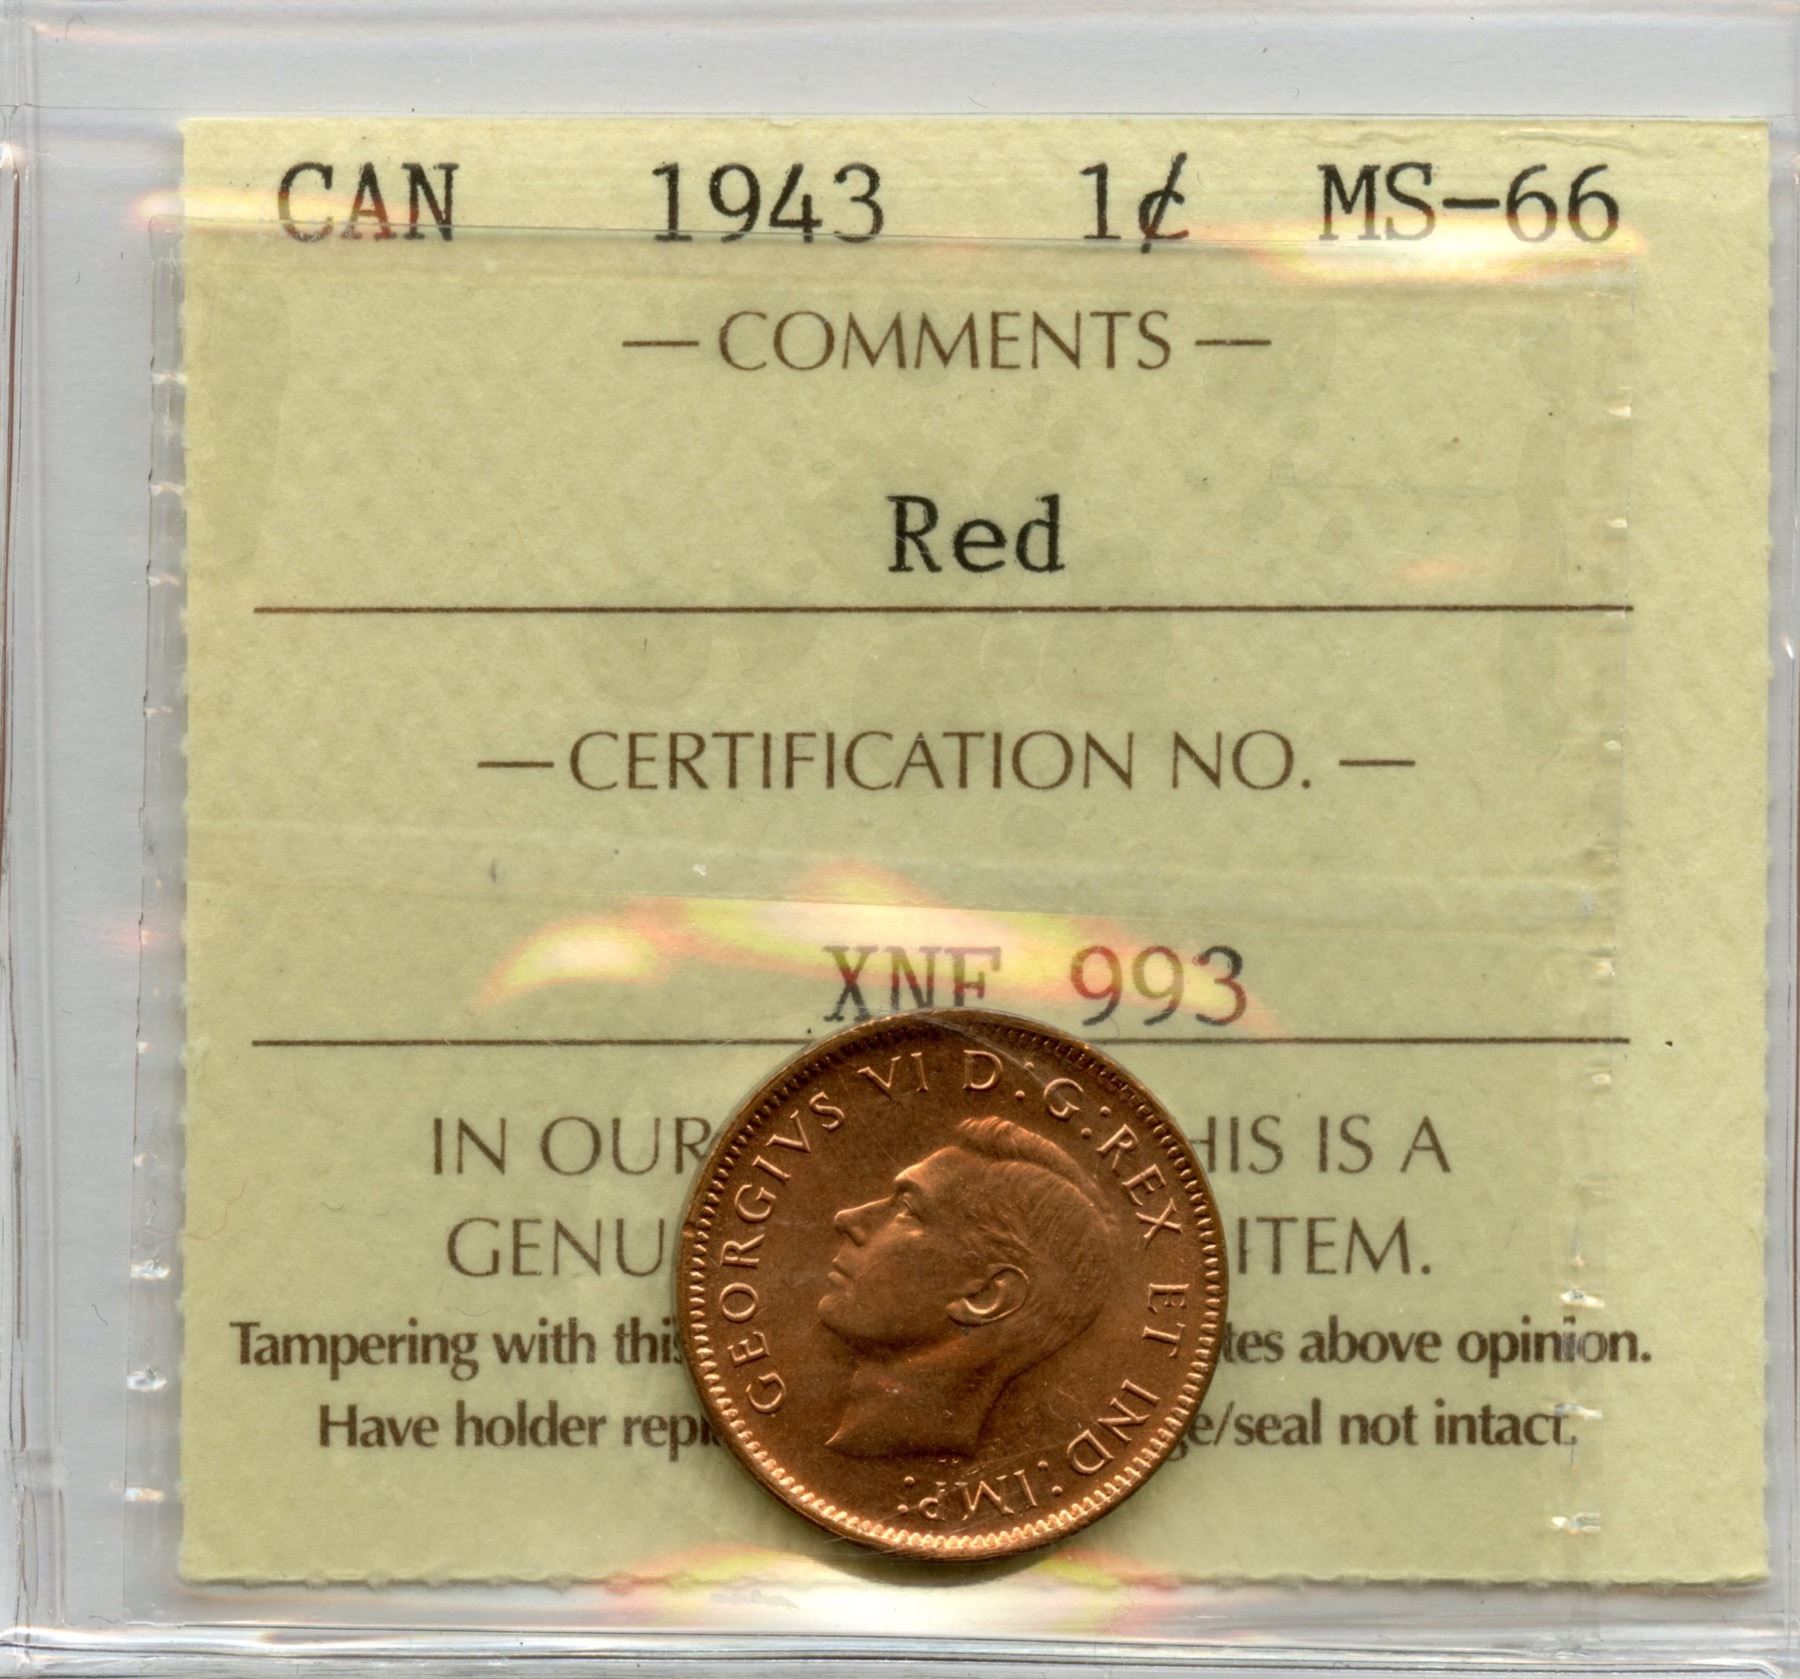 CAN 1943 1¢ MS-66
— COMMENTS —
Red
— CERTIFICATION NO. —
XNF 993
IN OUR HIS IS A
GENU ITEM.
Tampering with this tes above opinion.
Have holder repl e/seal not intact.
GEORGIVS VI D:G:REX ET IND:IMP: